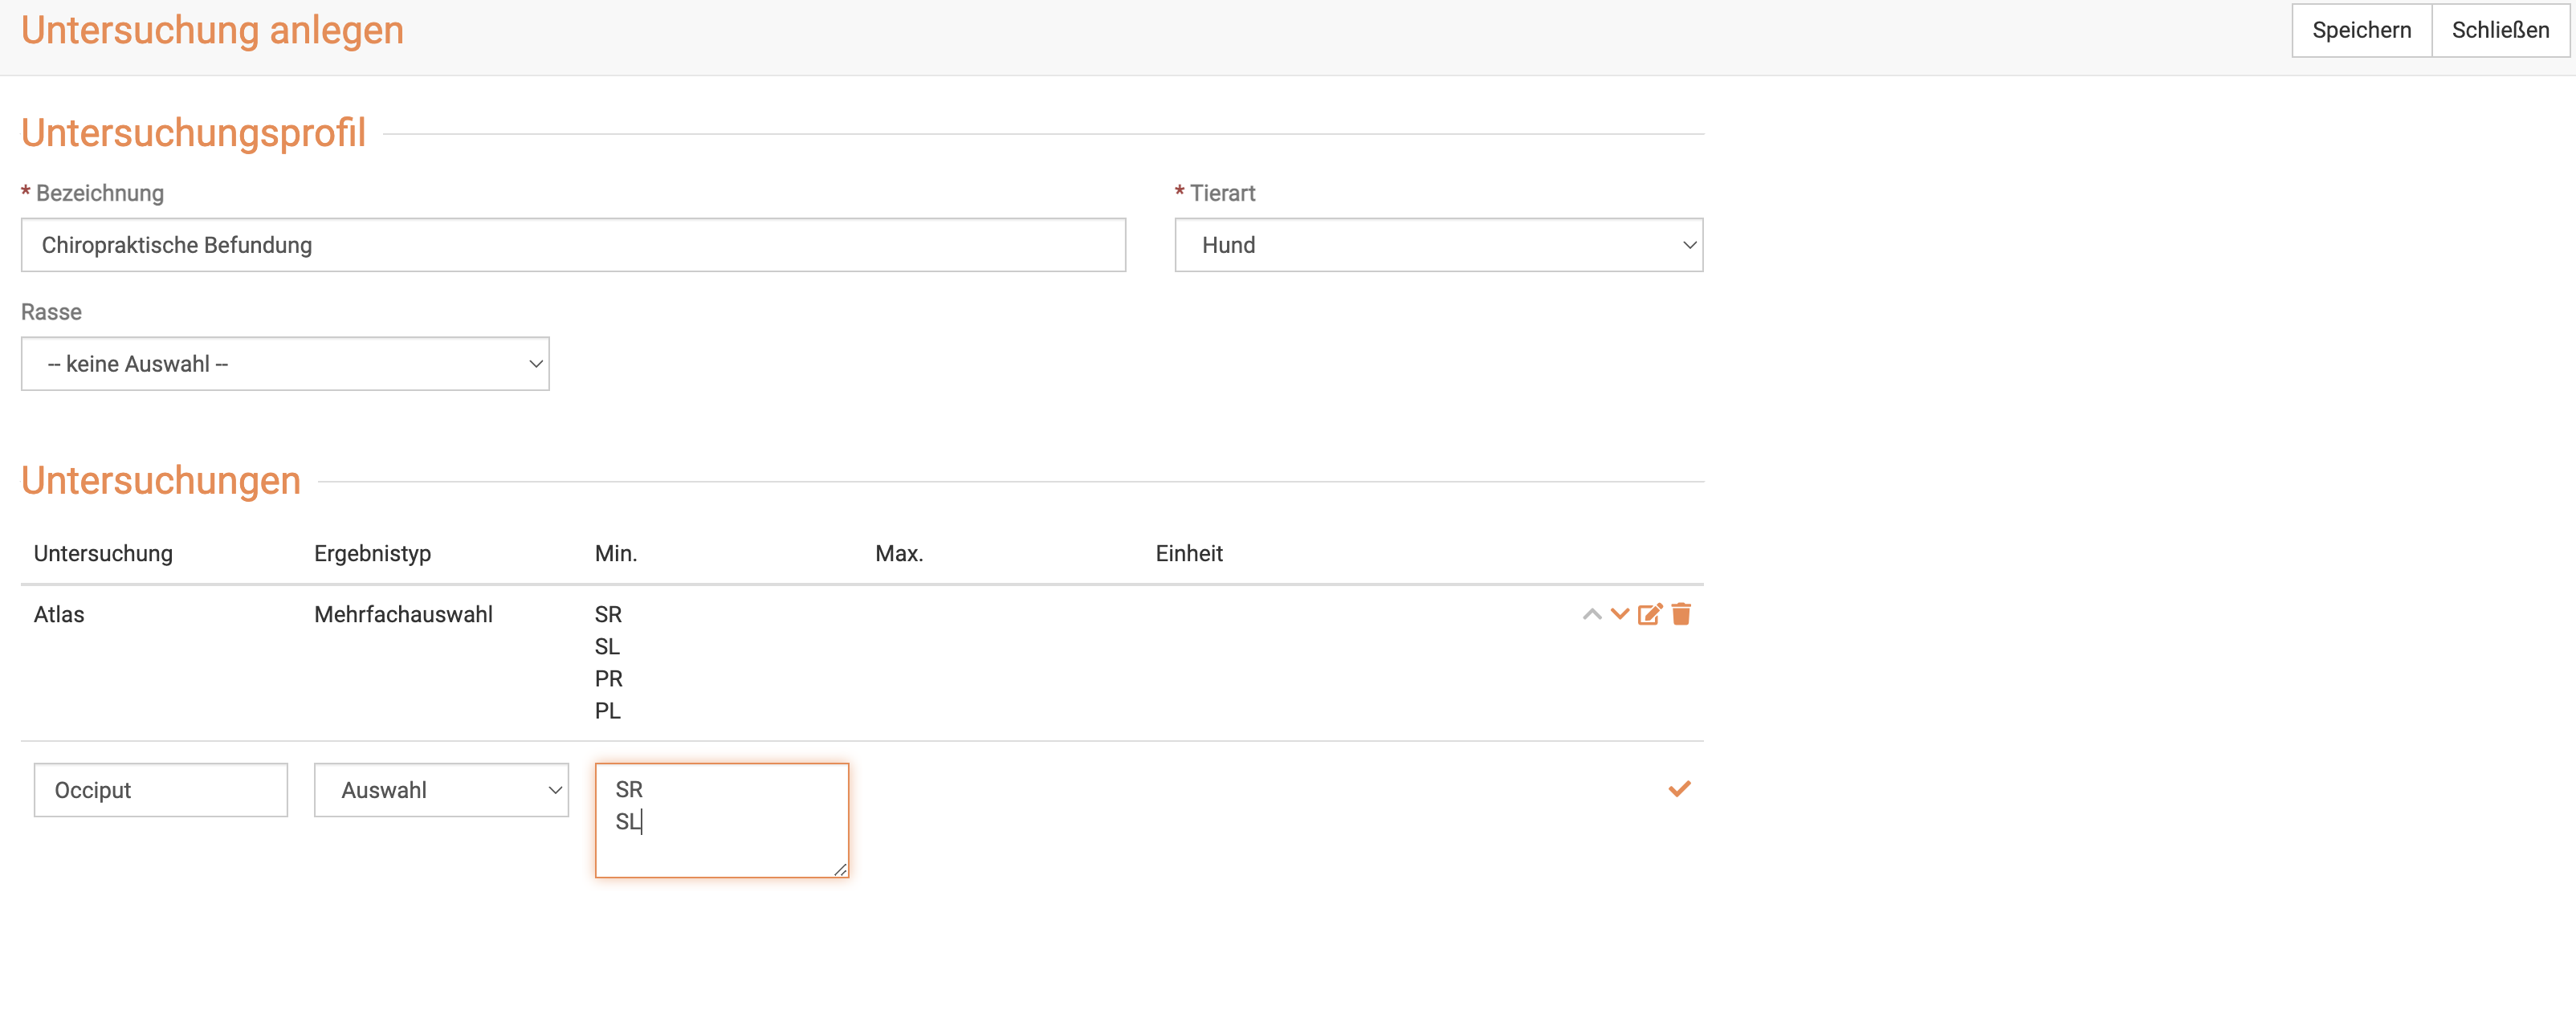 Untersuchung anlegen
Speichern
Schließen
Untersuchungsprofil
* Bezeichnung
* Tierart
Chiropraktische Befundung
Hund
Rasse
-- keine Auswahl --
Untersuchungen
Untersuchung Ergebnistyp Min. Max. Einheit
Atlas Mehrfachauswahl SR
SL
PR
PL
Occiput Auswahl SR
SL